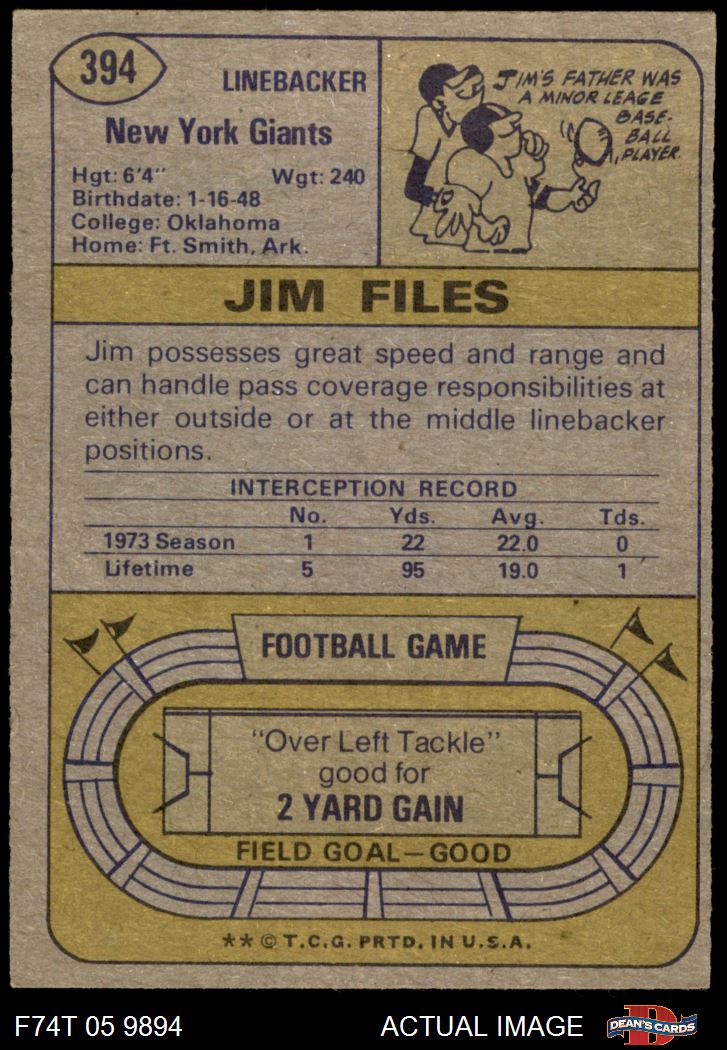 394
LINEBACKER
New York Giants
Hgt: 6'4" Wgt: 240
Birthdate: 1-16-48
College: Oklahoma
Home: Ft. Smith, Ark.
JIM'S FATHER WAS
A MINOR LEAGE
BASE-
BALL
PLAYER.
JIM FILES
Jim possesses great speed and range and
can handle pass coverage responsibilities at
either outside or at the middle linebacker
positions.
INTERCEPTION RECORD
No. Yds. Avg. Tds.
1973 Season 1 22 22.0 0
Lifetime 5 95 19.0 1
FOOTBALL GAME
"Over Left Tackle"
good for
2 YARD GAIN
FIELD GOAL—GOOD
** © T.C.G. PRTD. IN U.S.A.
F74T 05 9894 ACTUAL IMAGE
D
DEAN'S CARDS